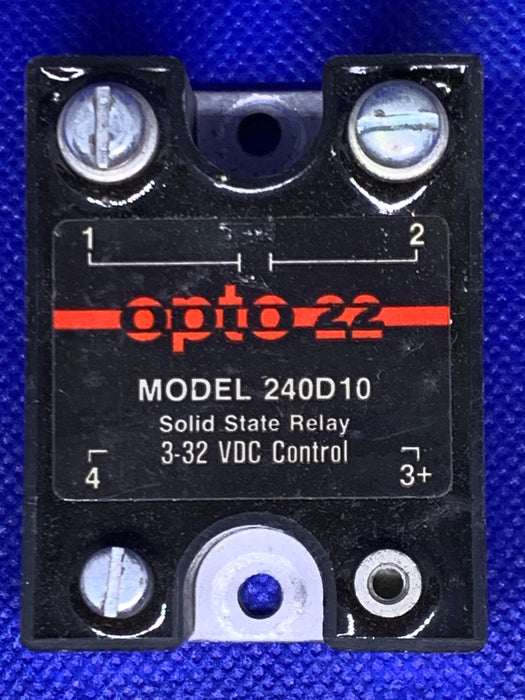 1 2
opto 22
MODEL 240D10
Solid State Relay
3-32 VDC Control
4 3+